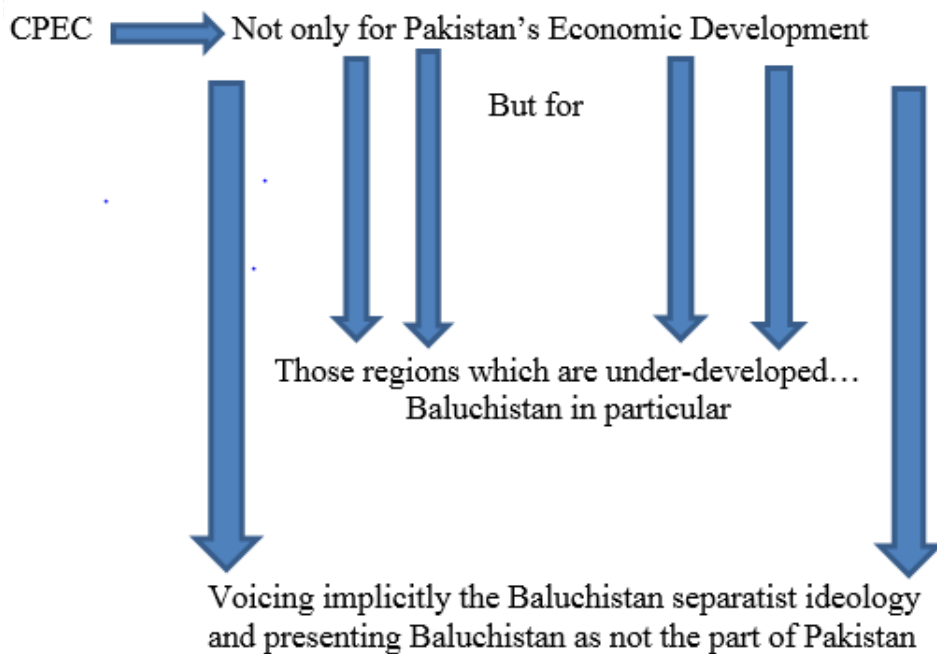 CPEC Not only for Pakistan’s Economic Development
But for
Those regions which are under-developed…
Baluchistan in particular
Voicing implicitly the Baluchistan separatist ideology
and presenting Baluchistan as not the part of Pakistan